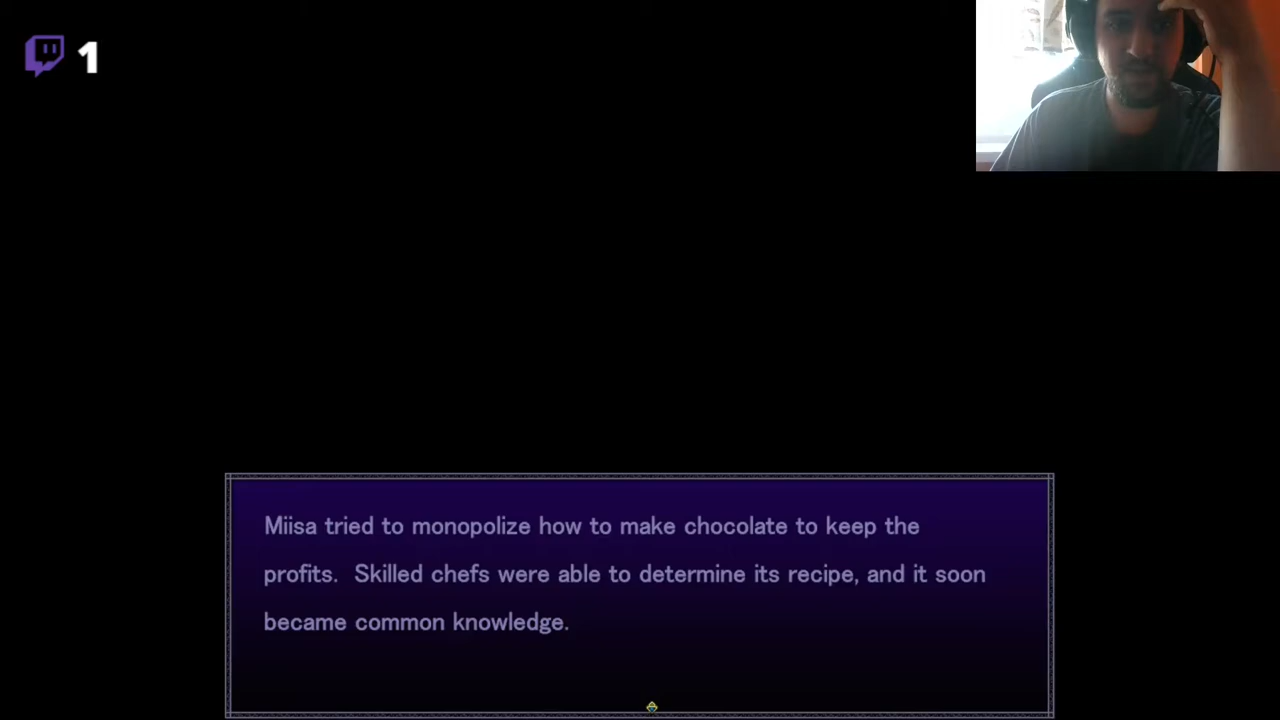 1
Miisa tried to monopolize how to make chocolate to keep the
profits.  Skilled chefs were able to determine its recipe, and it soon
became common knowledge.